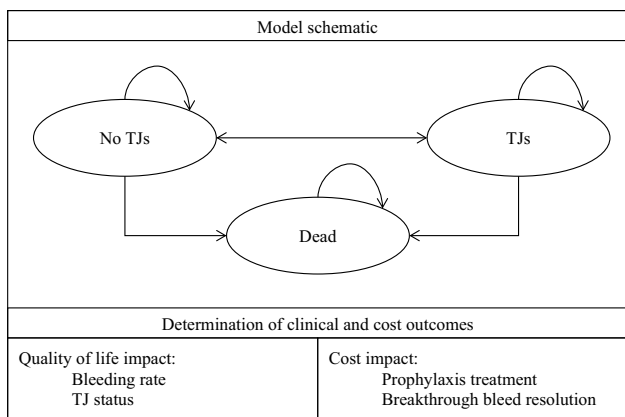 Model schematic
No TJs
TJs
Dead
Determination of clinical and cost outcomes
Quality of life impact:
Bleeding rate
TJ status
Cost impact:
Prophylaxis treatment
Breakthrough bleed resolution